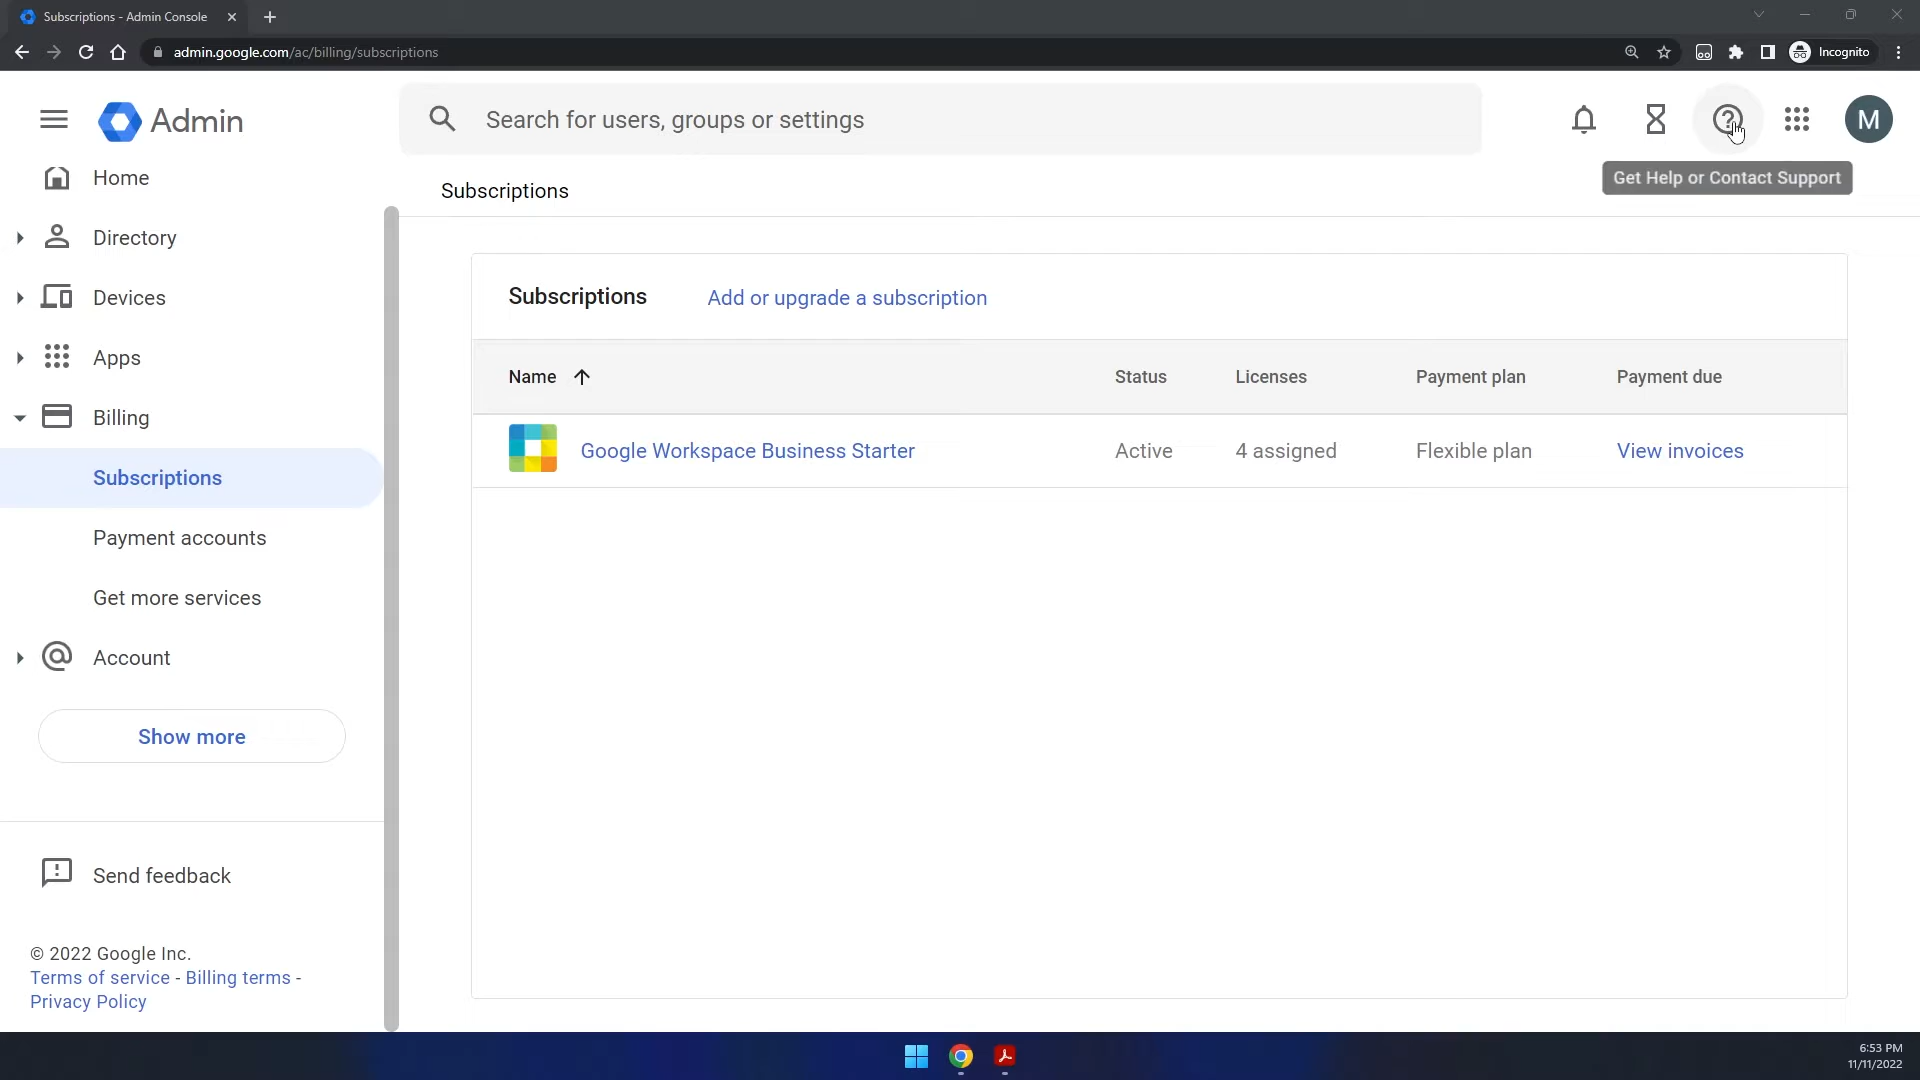 Subscriptions - Admin Console
admin.google.com/ac/billing/subscriptions
Incognito
Admin
Search for users, groups or settings
M
Get Help or Contact Support
Home
Directory
Devices
Apps
Billing
Subscriptions
Payment accounts
Get more services
Account
Show more
Send feedback
© 2022 Google Inc.
Terms of service - Billing terms -
Privacy Policy
Subscriptions
Subscriptions Add or upgrade a subscription
Name Status Licenses Payment plan Payment due
Google Workspace Business Starter Active 4 assigned Flexible plan View invoices
6:53 PM
11/11/2022